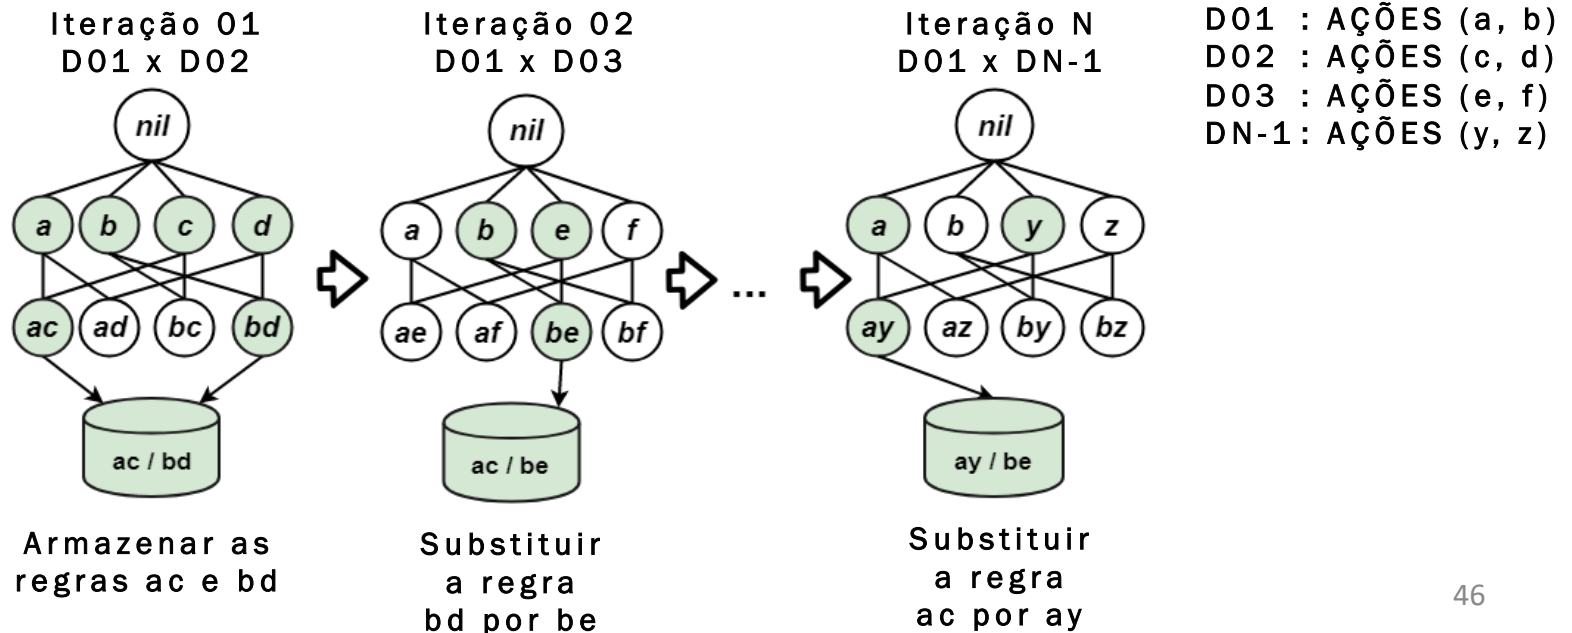 Iteração 01
D01 x D02
nil
a b c d
ac ad bc bd
ac / bd
Armazenar as
regras ac e bd
Iteração 02
D01 x D03
nil
a b e f
ae af be bf
ac / be
Substituir
a regra
bd por be
...
Iteração N
D01 x DN-1
nil
a b y z
ay az by bz
ay / be
Substituir
a regra
ac por ay
D01 : AÇÕES (a, b)
D02 : AÇÕES (c, d)
D03 : AÇÕES (e, f)
DN-1: AÇÕES (y, z)
46